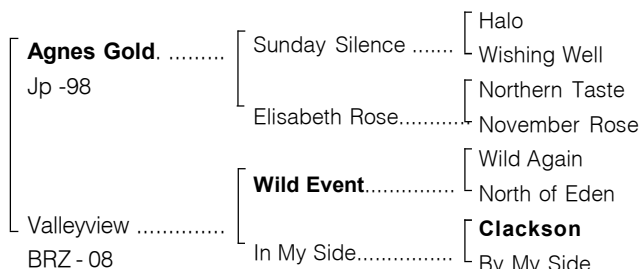 Halo
Agnes Gold. ......... Sunday Silence .......
Wishing Well
Jp -98
Northern Taste
Elisabeth Rose............
November Rose
Wild Again
Wild Event...............
North of Eden
Valleyview ..............
Clackson
BRZ - 08
In My Side................
By My Side